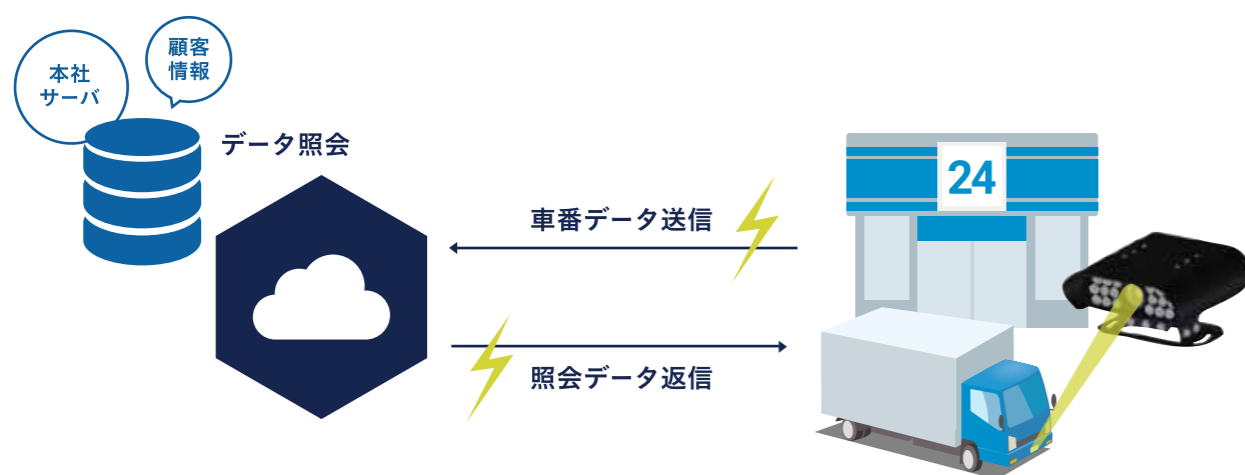 本社
サーバ
顧客
情報
データ照会
車番データ送信
照会データ返信
24